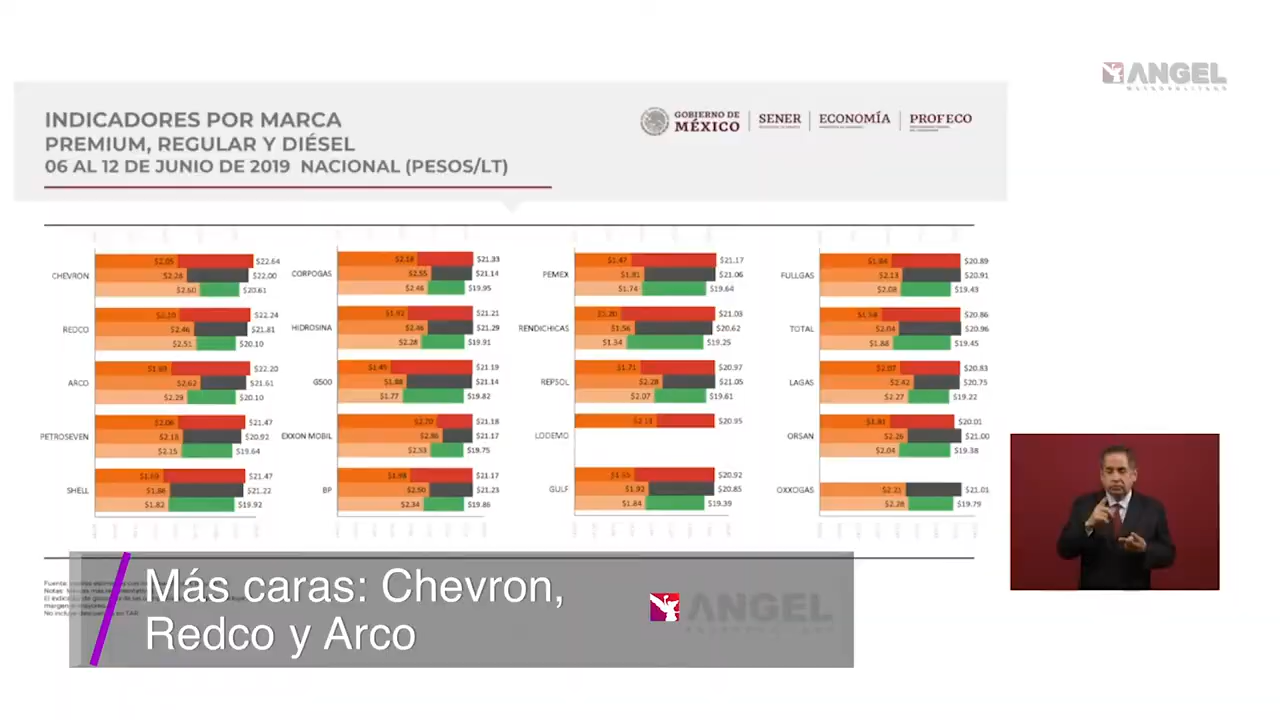 ANGEL
METROPOLITANO
INDICADORES POR MARCA
PREMIUM, REGULAR Y DIÉSEL
06 AL 12 DE JUNIO DE 2019 NACIONAL (PESOS/LT)
GOBIERNO DE
MÉXICO
SENER
ECONOMÍA
PROFECO
CHEVRON
$2.05 $22.64
$2.26 $22.00
$2.60 $20.61
REDCO
$2.10 $22.24
$2.46 $21.81
$2.51 $20.10
ARCO
$22.20
$2.62 $21.61
$2.29 $20.10
PETROSEVEN
$2.06 $21.47
$2.18 $20.92
$2.15 $19.64
SHELL
$1.69 $21.47
$1.86 $21.22
$1.82 $19.92
CORPOGAS
$2.18 $21.33
$2.55 $21.14
$2.46 $19.95
HIDROSINA
$1.92 $21.21
$2.46 $21.29
$2.28 $19.91
G500
$1.49 $21.19
$1.88 $21.14
$1.77 $19.82
EXXON MOBIL
$2.70 $21.18
$2.86 $21.17
$2.53 $19.75
BP
$1.98 $21.17
$2.50 $21.23
$2.34 $19.86
PEMEX
$1.47 $21.17
$1.81 $21.06
$1.74 $19.64
RENDICHICAS
$1.20 $21.03
$1.56 $20.62
$1.34 $19.25
REPSOL
$1.71 $20.97
$2.28 $21.05
$2.07 $19.61
LODEMO
$2.14 $20.95
GULF
$1.65 $20.92
$1.92 $20.85
$1.84 $19.39
FULLGAS
$1.84 $20.89
$2.13 $20.91
$2.08 $19.43
TOTAL
$1.58 $20.86
$2.04 $20.96
$1.88 $19.45
LAGAS
$2.07 $20.83
$2.42 $20.75
$2.27 $19.22
ORSAN
$1.81 $20.01
$2.26 $21.00
$2.04 $19.38
OXXOGAS
$2.21 $21.01
$2.28 $19.79
Más caras: Chevron,
Redco y Arco
ANGEL